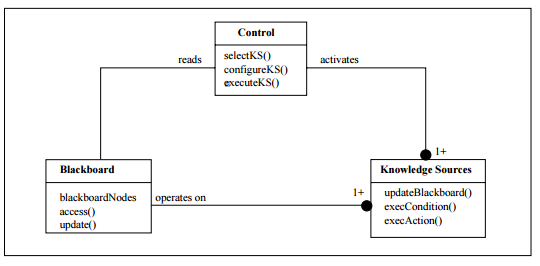 Control
selectKS()
configureKS()
executeKS()
reads
activates
1+
Blackboard
blackboardNodes
access()
update()
operates on
1+
Knowledge Sources
updateBlackboard()
execCondition()
execAction()